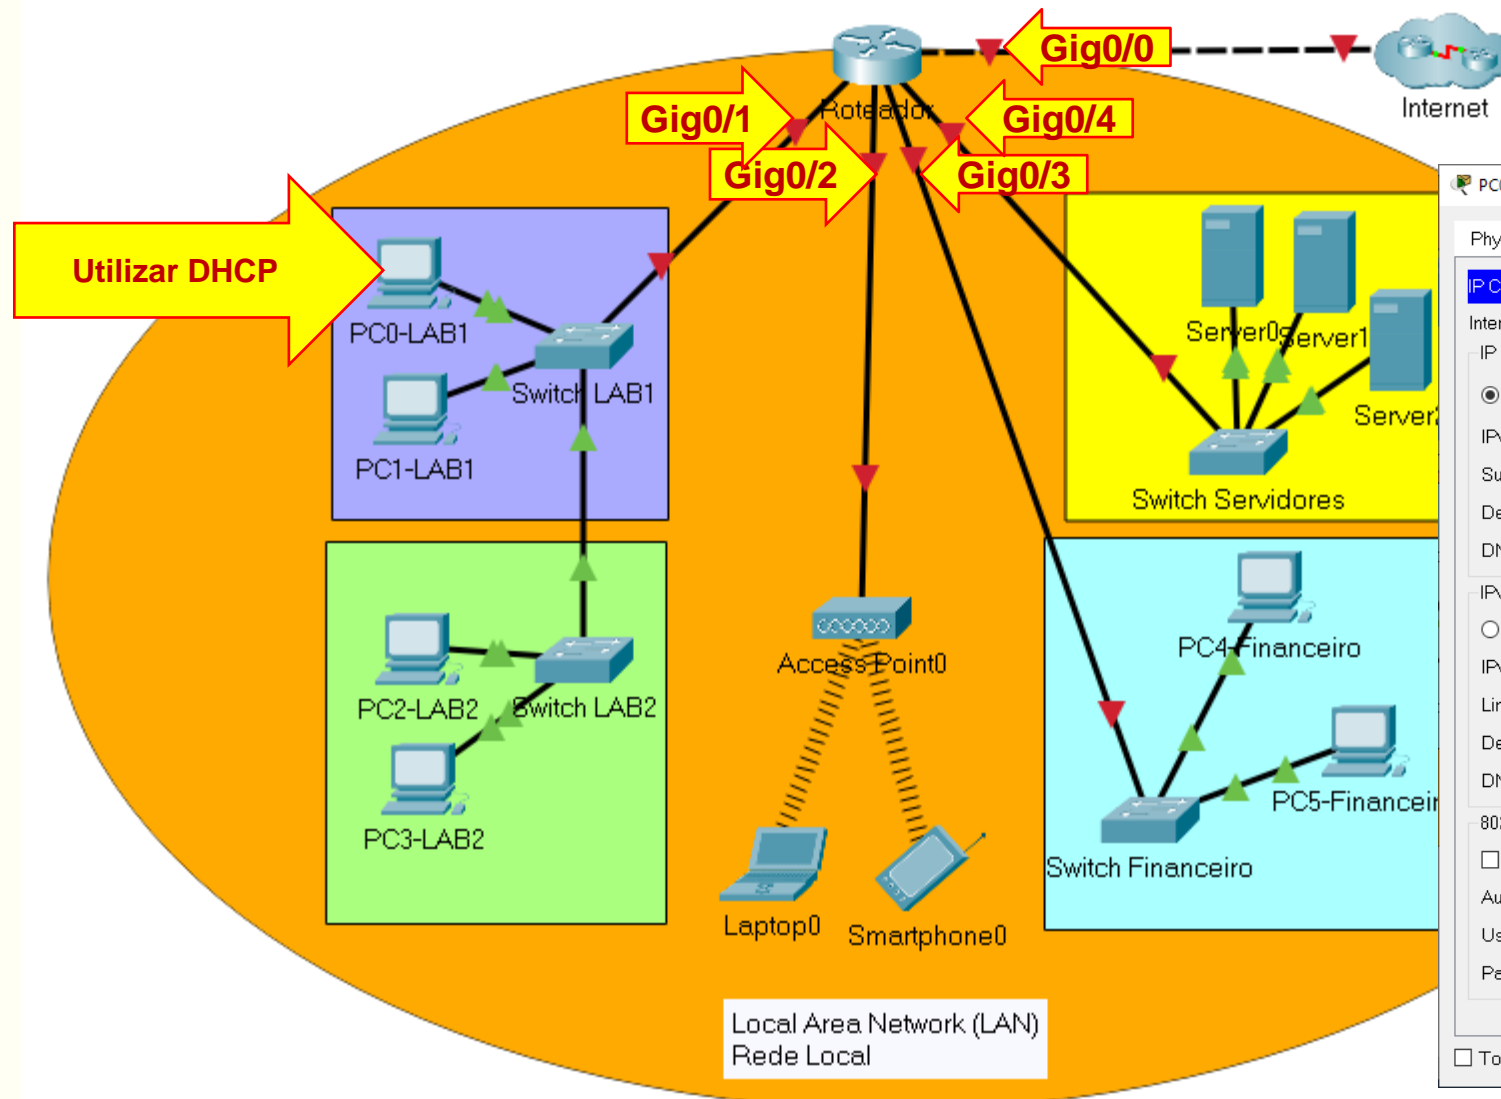 Gig0/0
Internet
Gig0/1
Roteador
Gig0/4
Gig0/2
Gig0/3
Utilizar DHCP
PC0-LAB1
Switch LAB1
PC1-LAB1
Server0
Server1
Switch Servidores
PC2-LAB2
Switch LAB2
PC3-LAB2
Access Point0
PC4-Financeiro
Switch Financeiro
Laptop0
Smartphone0
Local Area Network (LAN)
Rede Local